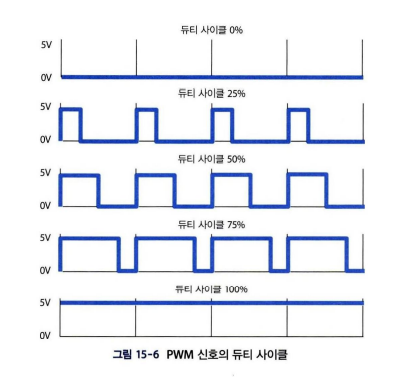 듀티 사이클 0%
5V
0V
듀티 사이클 25%
5V
0V
듀티 사이클 50%
5V
0V
듀티 사이클 75%
5V
0V
듀티 사이클 100%
5V
0V
그림 15-6 PWM 신호의 듀티 사이클